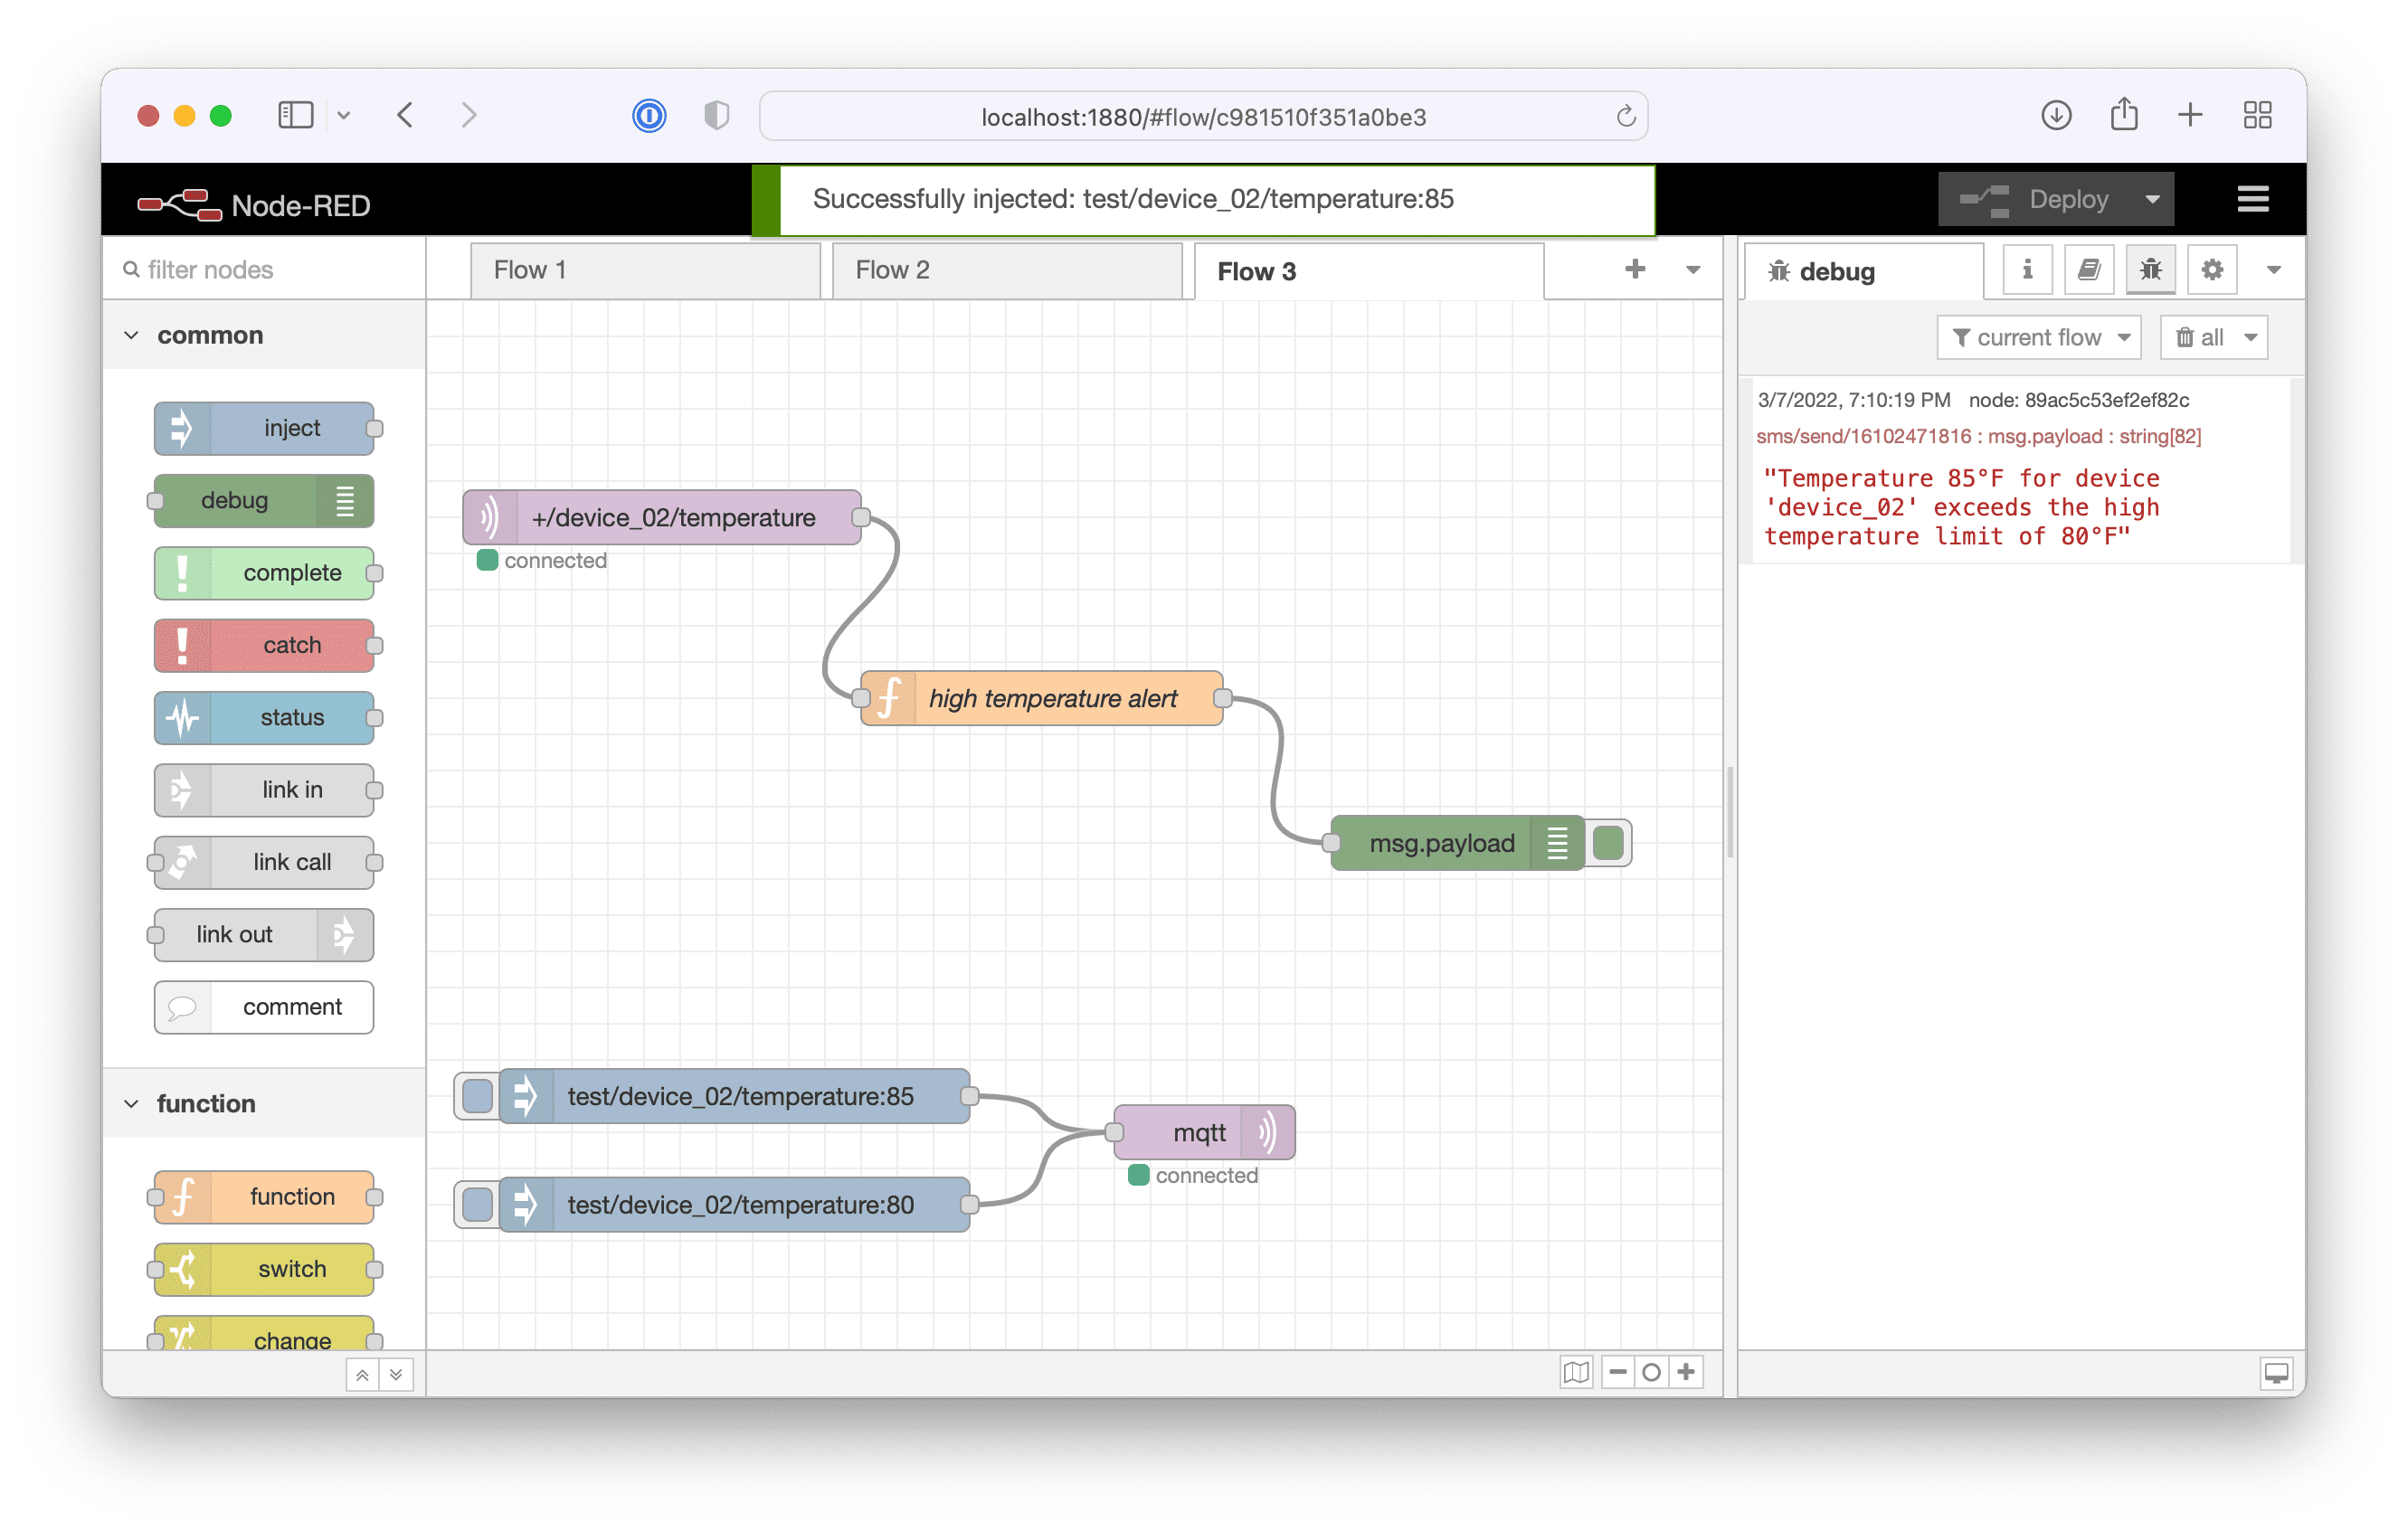 localhost:1880/#flow/c981510f351a0be3
Node-RED
Successfully injected: test/device_02/temperature:85
Deploy
filter nodes
Flow 1
Flow 2
Flow 3
debug
current flow
all
common
inject
debug
complete
catch
status
link in
link call
link out
comment
function
function
switch
change
+/device_02/temperature
connected
high temperature alert
msg.payload
test/device_02/temperature:85
test/device_02/temperature:80
mqtt
connected
3/7/2022, 7:10:19 PM node: 89ac5c53ef2ef82c
sms/send/16102471816 : msg.payload : string[82]
"Temperature 85°F for device
'device_02' exceeds the high
temperature limit of 80°F"